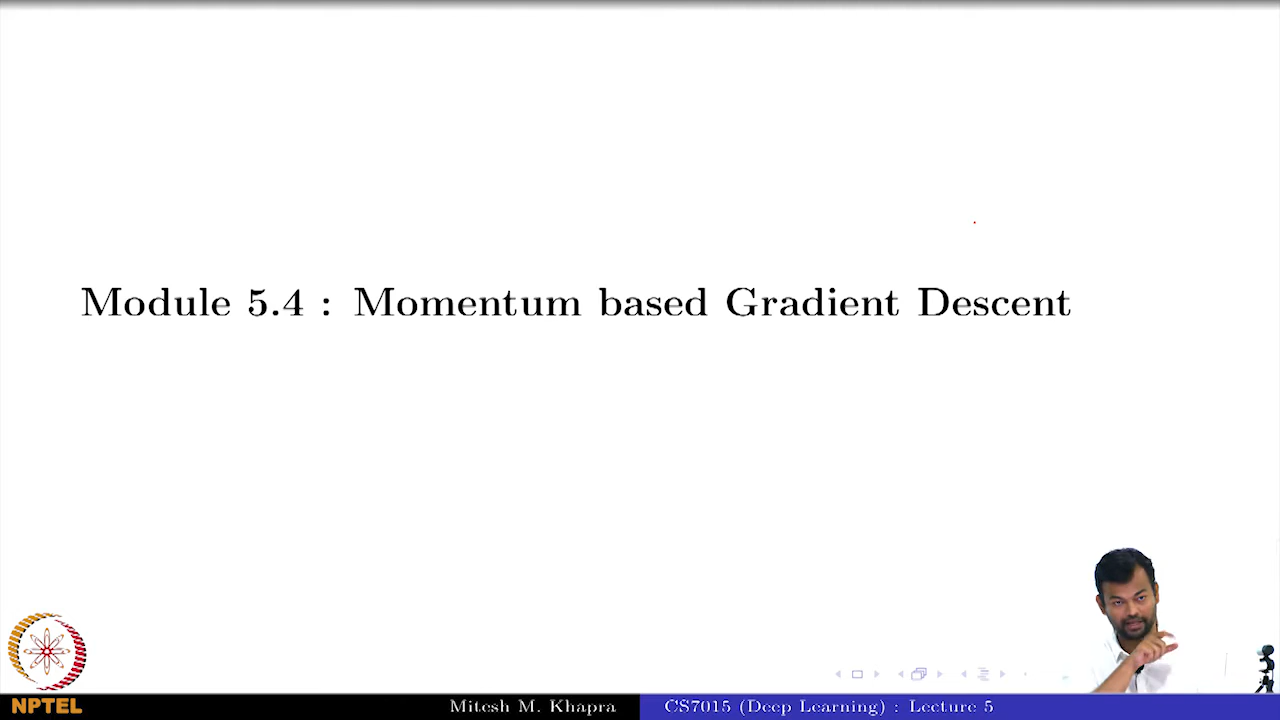 Module 5.4 : Momentum based Gradient Descent
NPTEL
Mitesh M. Khapra
CS7015 (Deep Learning) : Lecture 5